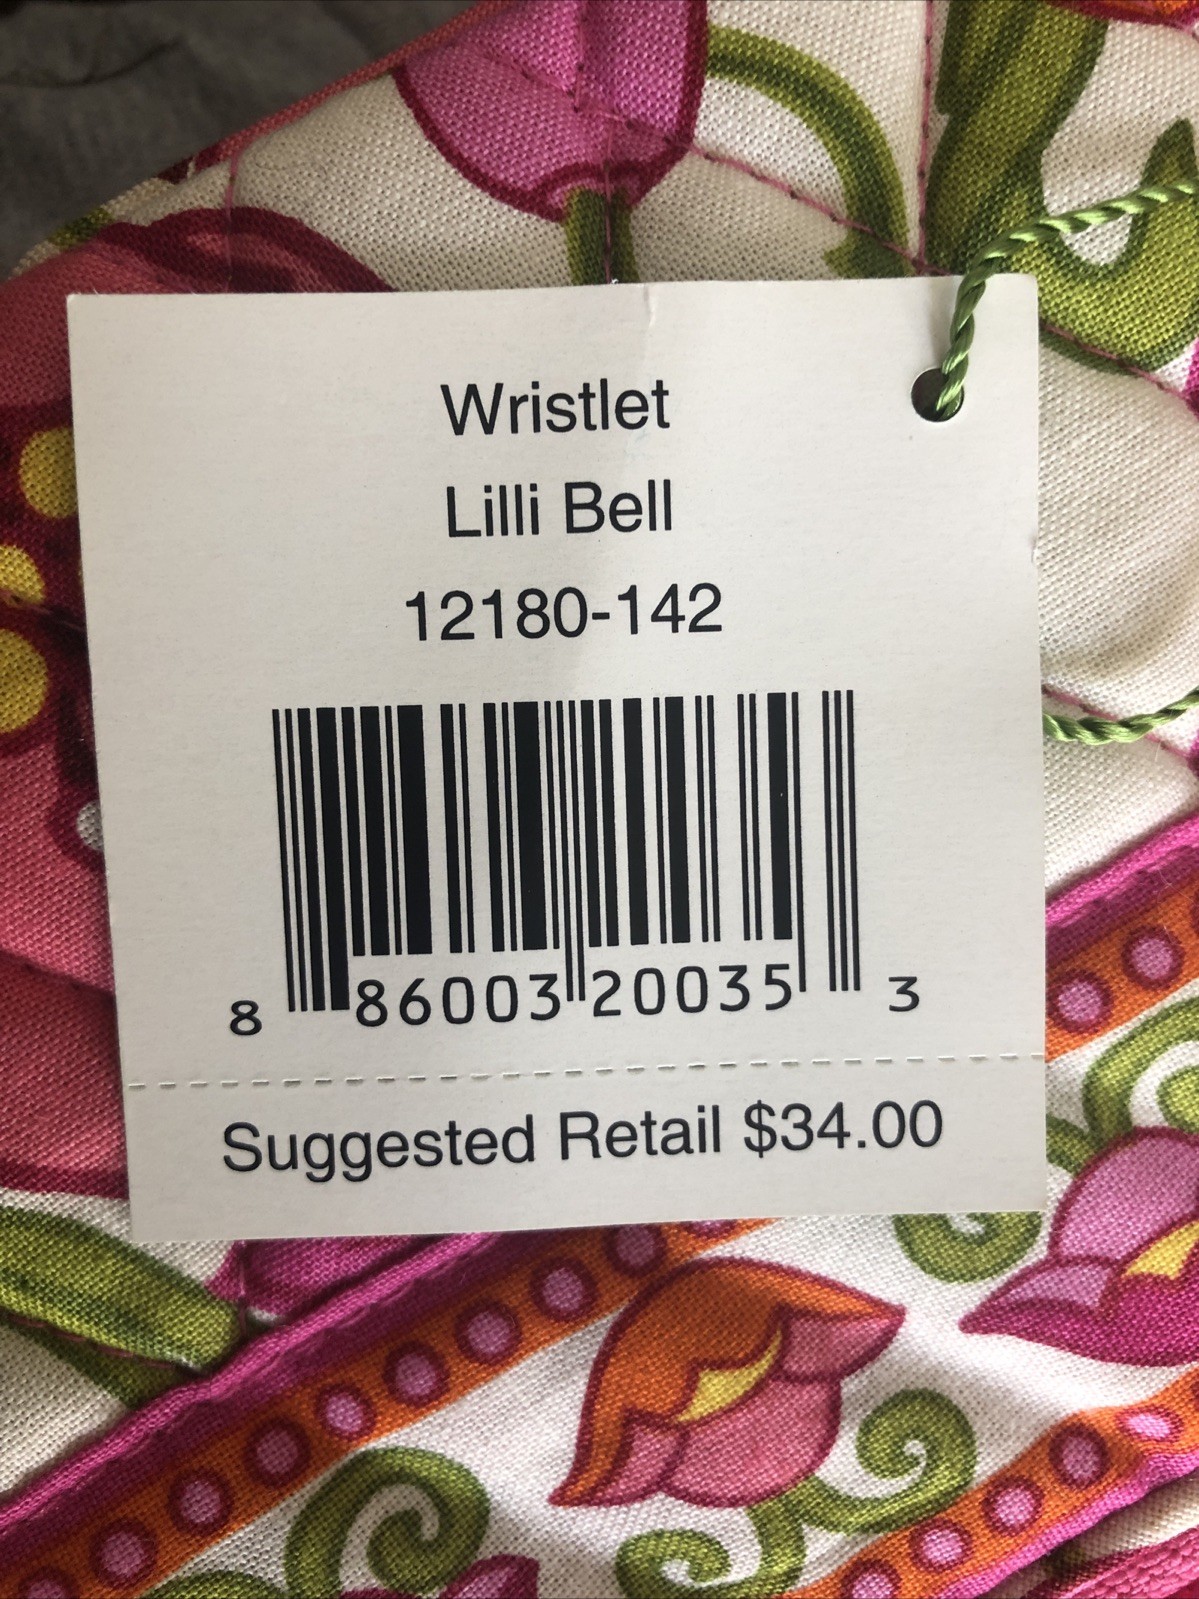 Wristlet
Lilli Bell
12180-142
8 86003 20035 3
Suggested Retail $34.00